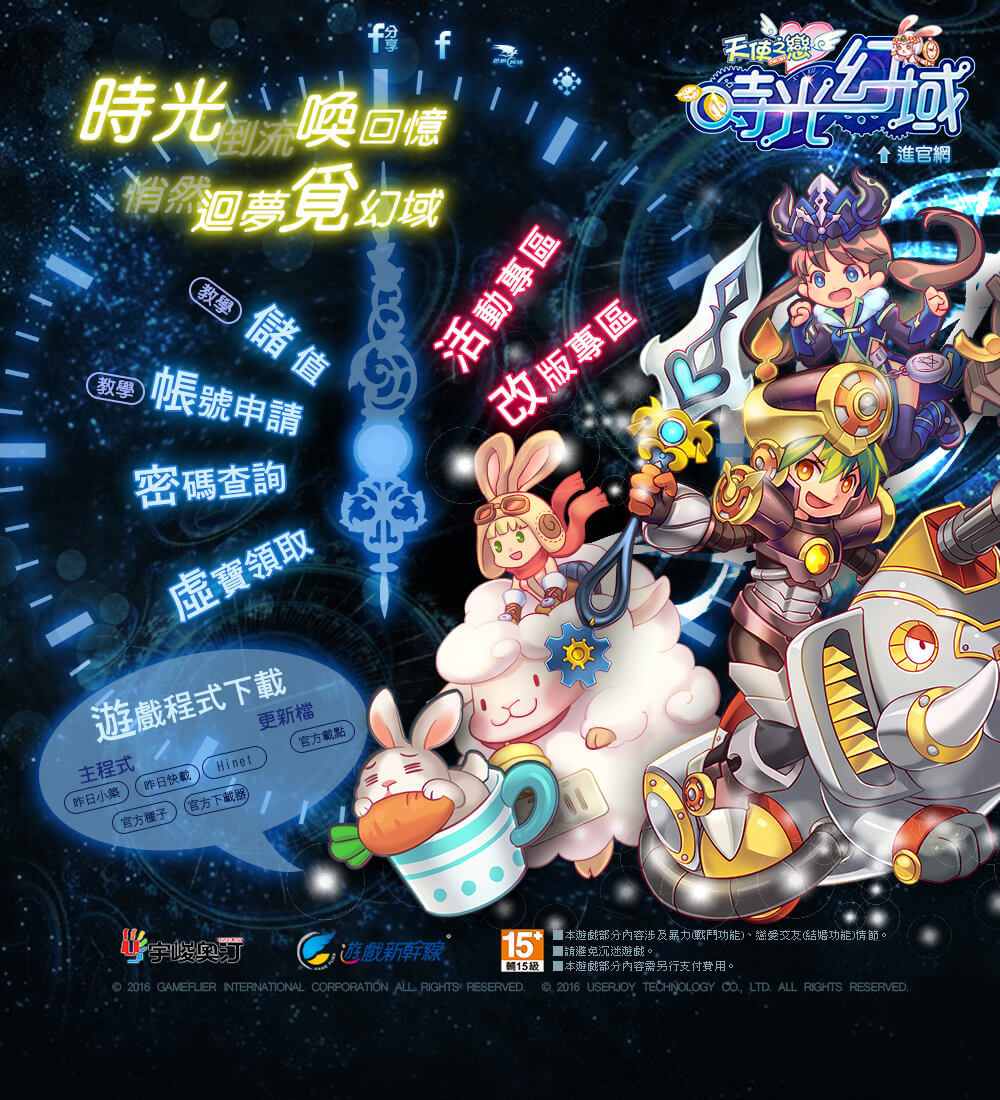 分享
天使之戀
時光幻域
進官網
時光倒流喚回憶
悄然迴夢覓幻域
活動專區
改版專區
教學 儲值
教學 帳號申請
密碼查詢
虛寶領取
遊戲程式下載
主程式
昨日小築 昨日快載 Hinet
官方種子 官方下載器
更新檔
官方載點
宇峻奧汀
遊戲新幹線
15+
輔15級
本遊戲部分內容涉及暴力(戰鬥功能)、戀愛交友(結婚功能)情節。
請避免沉迷遊戲。
本遊戲部分內容需另行支付費用。
© 2016 GAMEFLIER INTERNATIONAL CORPORATION ALL RIGHTS RESERVED. © 2016 USERJOY TECHNOLOGY CO., LTD. ALL RIGHTS RESERVED.